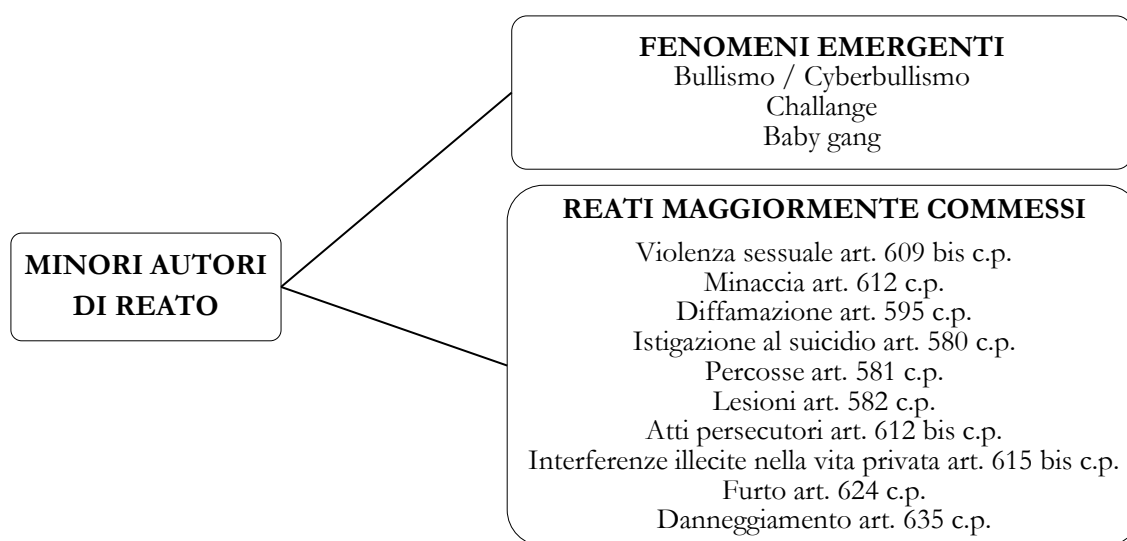 FENOMENI EMERGENTI
Bullismo / Cyberbullismo
Challange
Baby gang
MINORI AUTORI
DI REATO
REATI MAGGIORMENTE COMMESSI
Violenza sessuale art. 609 bis c.p.
Minaccia art. 612 c.p.
Diffamazione art. 595 c.p.
Istigazione al suicidio art. 580 c.p.
Percosse art. 581 c.p.
Lesioni art. 582 c.p.
Atti persecutori art. 612 bis c.p.
Interferenze illecite nella vita privata art. 615 bis c.p.
Furto art. 624 c.p.
Danneggiamento art. 635 c.p.